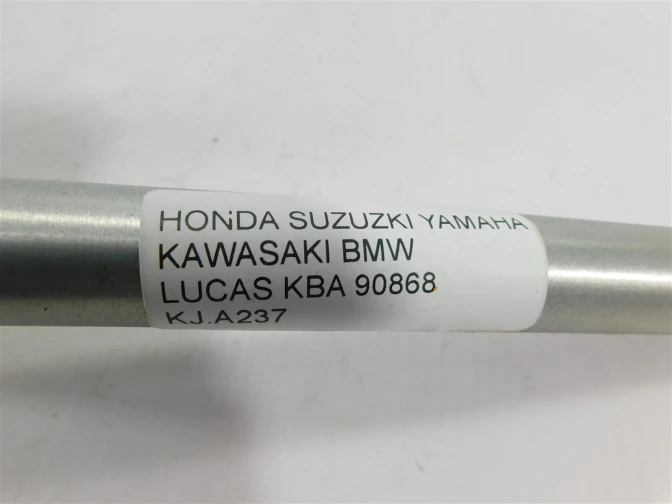 HONDA SUZUZKI YAMAHA
KAWASAKI BMW
LUCAS KBA 90868
KJ.A237